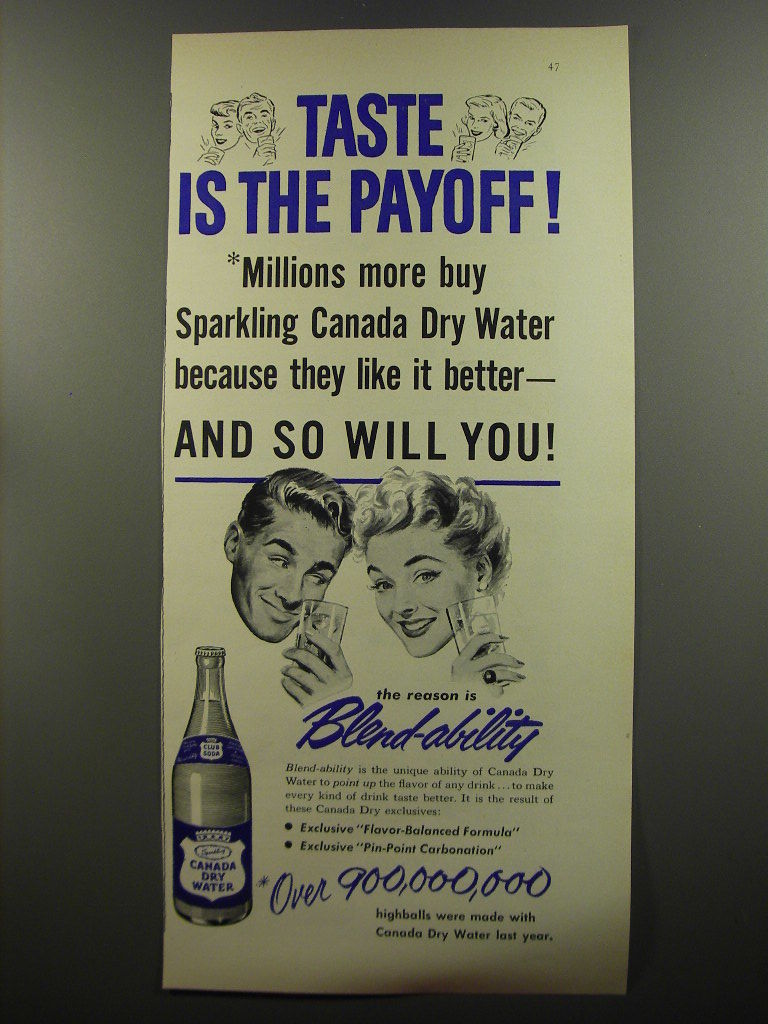 47
TASTE
IS THE PAYOFF!
*Millions more buy
Sparkling Canada Dry Water
because they like it better—
AND SO WILL YOU!
the reason is
Blend-ability
Blend-ability is the unique ability of Canada Dry
Water to point up the flavor of any drink...to make
every kind of drink taste better. It is the result of
these Canada Dry exclusives:
• Exclusive "Flavor-Balanced Formula"
• Exclusive "Pin-Point Carbonation"
CLUB
SODA
Sparkling
CANADA
DRY
WATER
*Over 900,000,000
highballs were made with
Canada Dry Water last year.